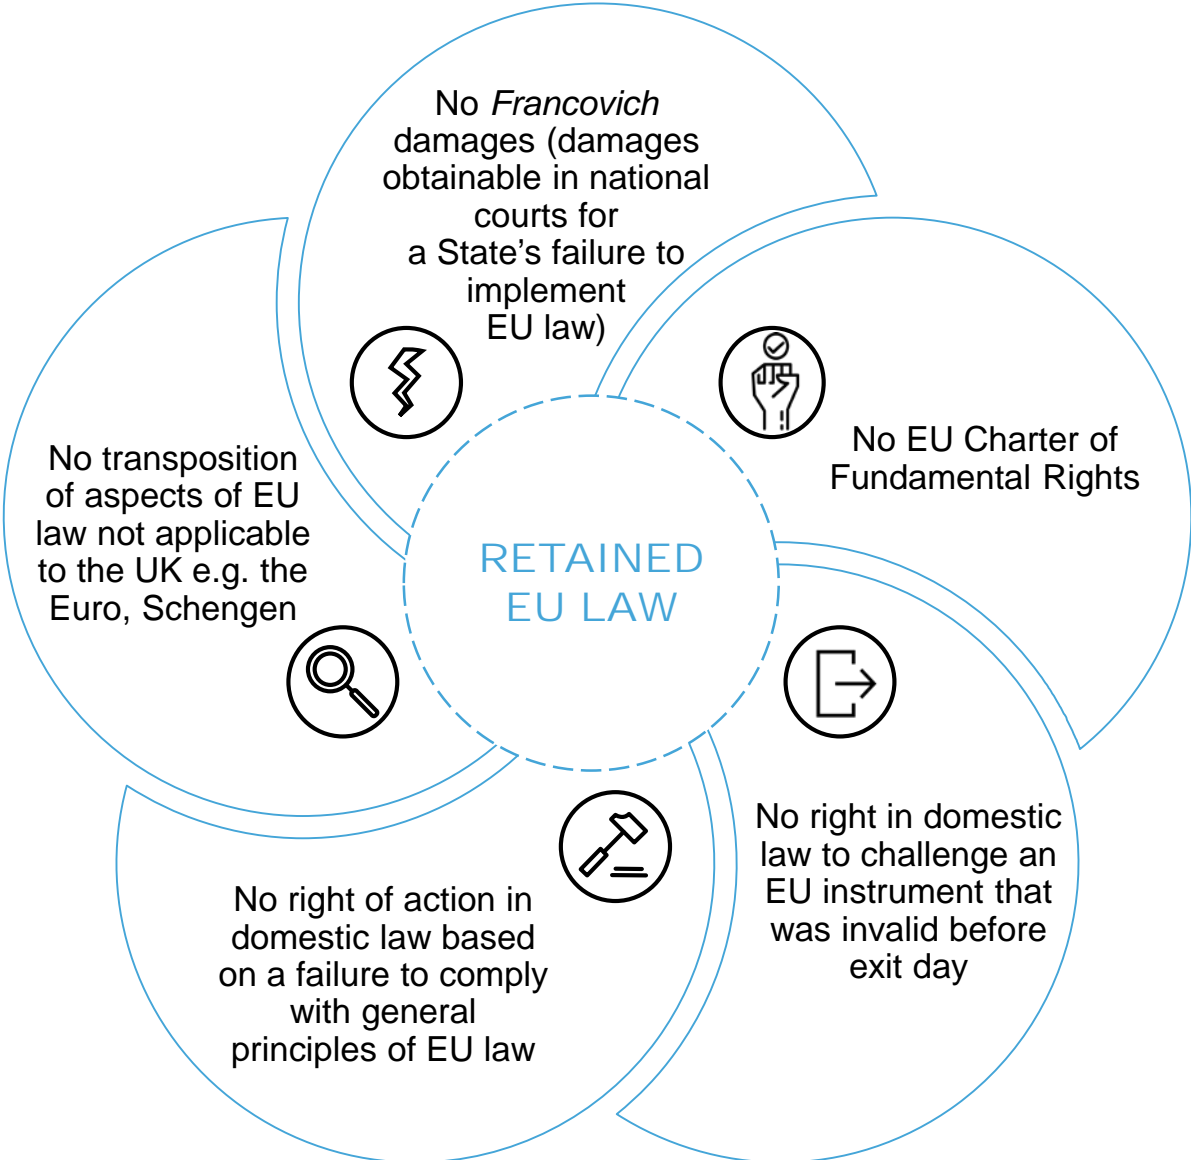 No Francovich
damages (damages
obtainable in national
courts for
a State’s failure to
implement
EU law)
No EU Charter of
Fundamental Rights
No transposition
of aspects of EU
law not applicable
to the UK e.g. the
Euro, Schengen
RETAINED
EU LAW
No right in domestic
law to challenge an
EU instrument that
was invalid before
exit day
No right of action in
domestic law based
on a failure to comply
with general
principles of EU law